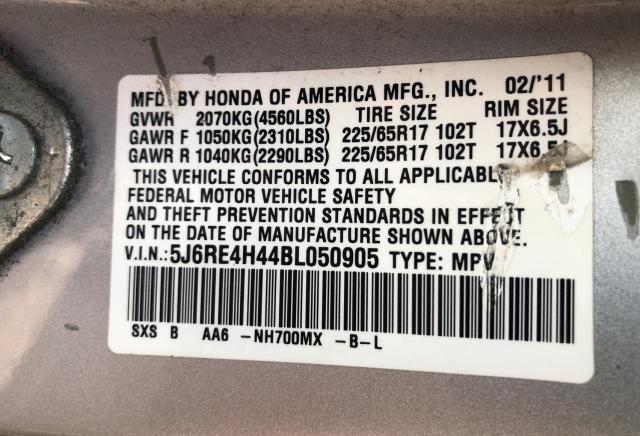 MFD BY HONDA OF AMERICA MFG., INC. 02/'11
GVWR 2070KG(4560LBS) TIRE SIZE RIM SIZE
GAWR F 1050KG(2310LBS) 225/65R17 102T 17X6.5J
GAWR R 1040KG(2290LBS) 225/65R17 102T 17X6.5J
THIS VEHICLE CONFORMS TO ALL APPLICABLE
FEDERAL MOTOR VEHICLE SAFETY
AND THEFT PREVENTION STANDARDS IN EFFECT
ON THE DATE OF MANUFACTURE SHOWN ABOVE.
V.I.N.:5J6RE4H44BL050905 TYPE: MPV
SXS B AA6 -NH700MX -B-L